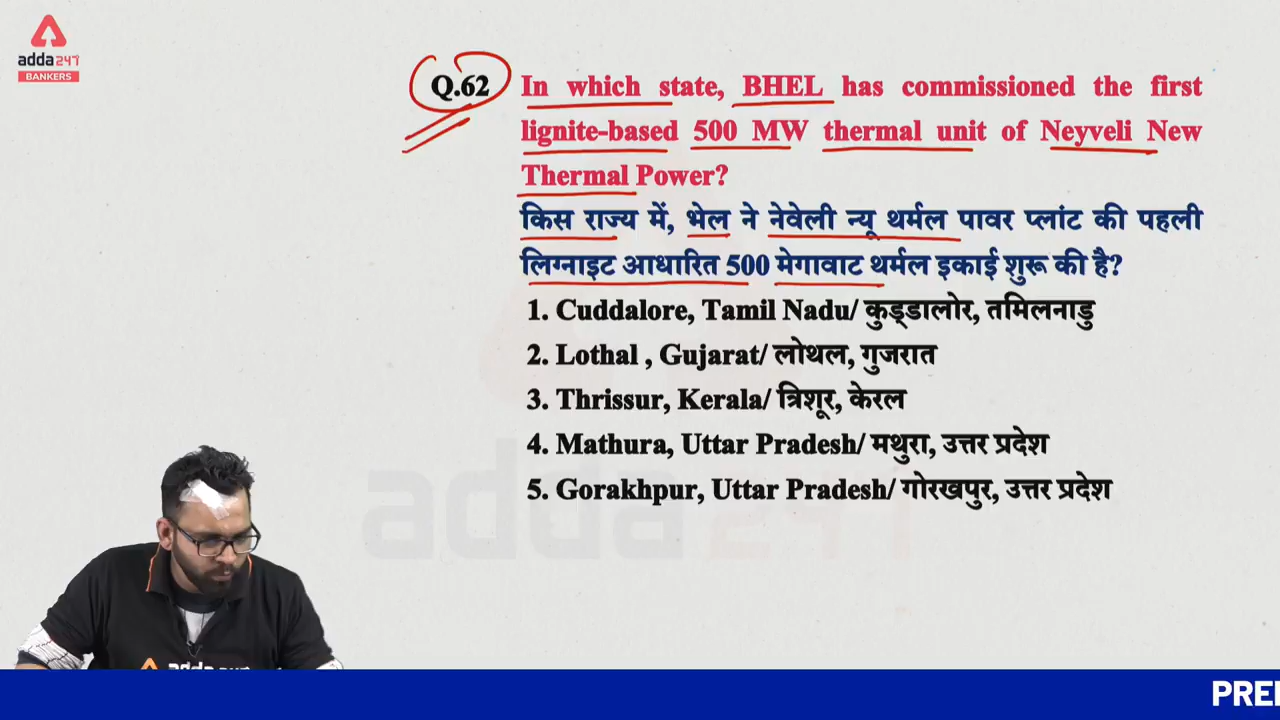 adda247
BANKERS
Q.62
In which state, BHEL has commissioned the first
lignite-based 500 MW thermal unit of Neyveli New
Thermal Power?
किस राज्य में, भेल ने नेवेली न्यू थर्मल पावर प्लांट की पहली
लिग्नाइट आधारित 500 मेगावाट थर्मल इकाई शुरू की है?
1. Cuddalore, Tamil Nadu/ कुड्डालोर, तमिलनाडु
2. Lothal , Gujarat/ लोथल, गुजरात
3. Thrissur, Kerala/ त्रिशूर, केरल
4. Mathura, Uttar Pradesh/ मथुरा, उत्तर प्रदेश
5. Gorakhpur, Uttar Pradesh/ गोरखपुर, उत्तर प्रदेश
adda247
adda247
PREI